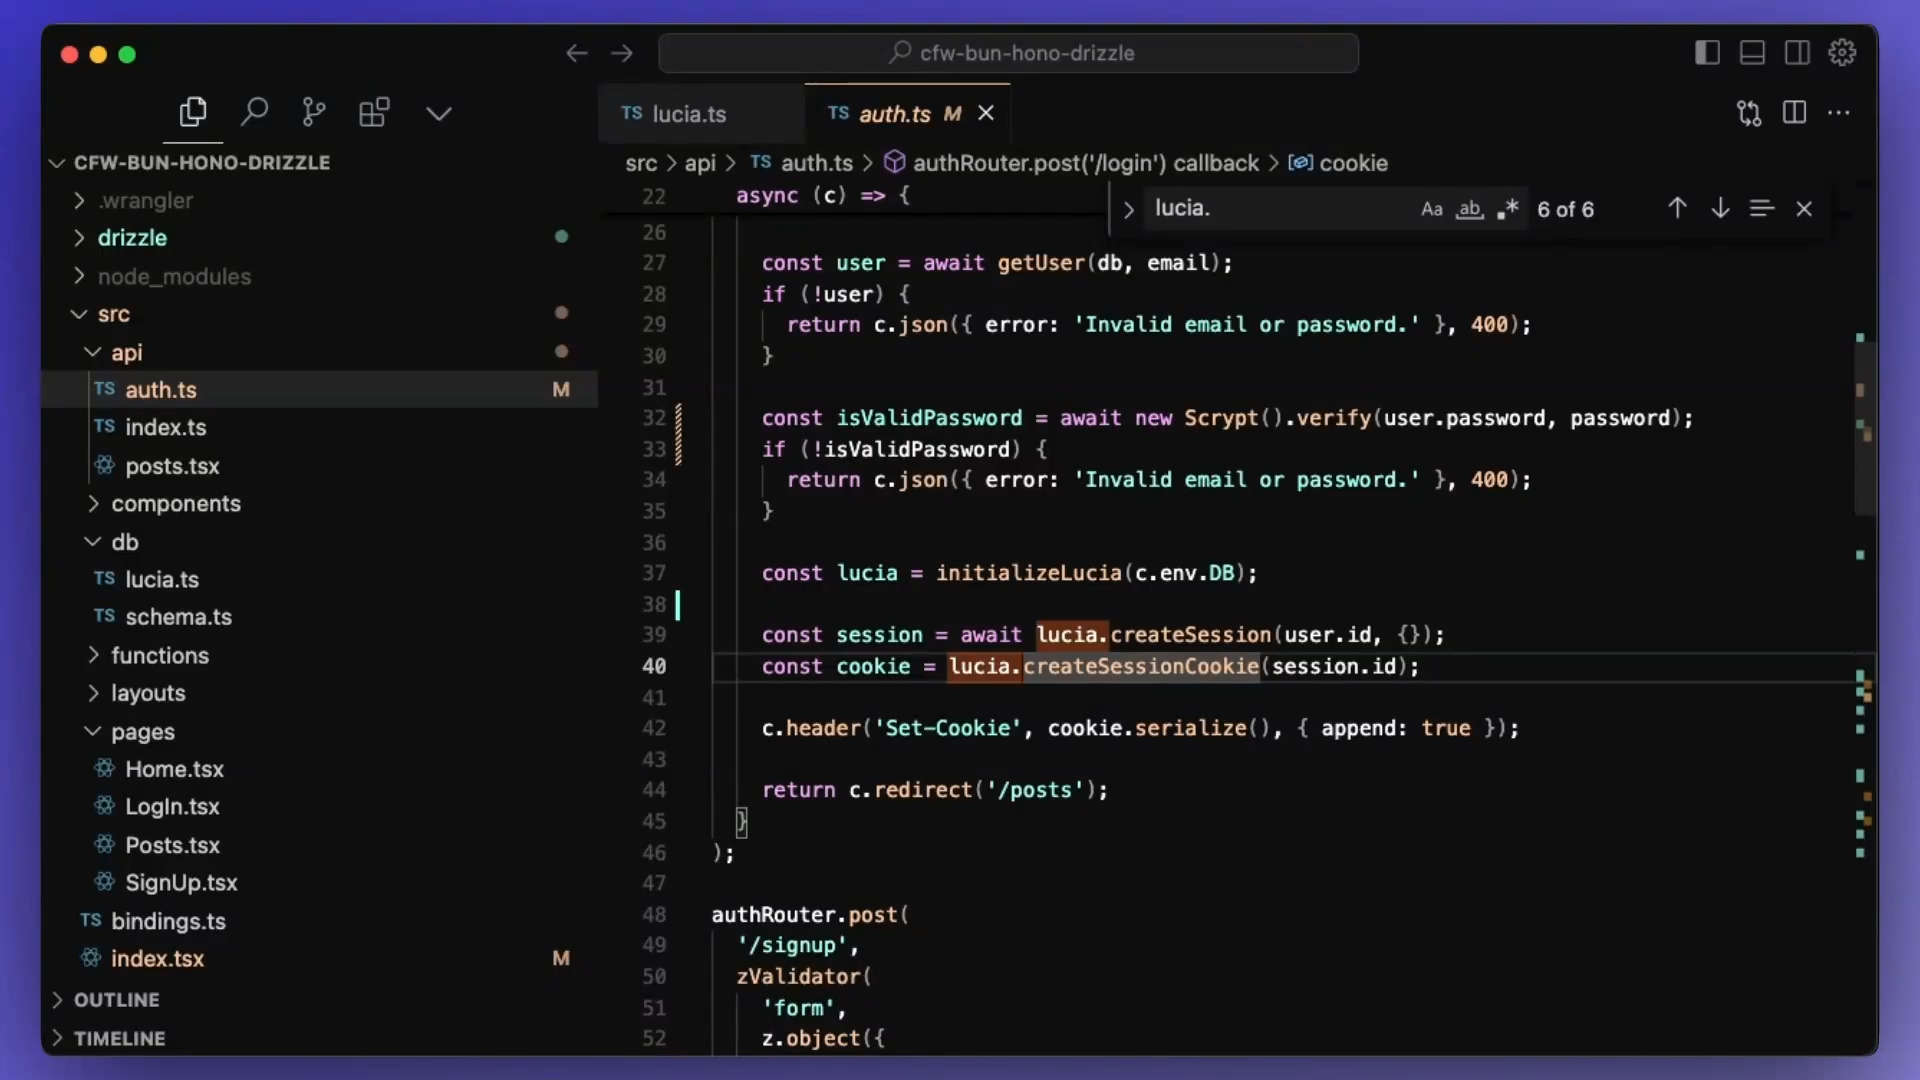 cfw-bun-hono-drizzle
TS lucia.ts
TS auth.ts M
CFW-BUN-HONO-DRIZZLE
.wrangler
drizzle
node_modules
src
api
TS auth.ts M
TS index.ts
posts.tsx
components
db
TS lucia.ts
TS schema.ts
functions
layouts
pages
Home.tsx
LogIn.tsx
Posts.tsx
SignUp.tsx
TS bindings.ts
index.tsx M
OUTLINE
TIMELINE
src > api > TS auth.ts > authRouter.post('/login') callback > cookie
lucia. Aa ab .* 6 of 6
22 async (c) => {
26
27 const user = await getUser(db, email);
28 if (!user) {
29 return c.json({ error: 'Invalid email or password.' }, 400);
30 }
31
32 const isValidPassword = await new Scrypt().verify(user.password, password);
33 if (!isValidPassword) {
34 return c.json({ error: 'Invalid email or password.' }, 400);
35 }
36
37 const lucia = initializeLucia(c.env.DB);
38
39 const session = await lucia.createSession(user.id, {});
40 const cookie = lucia.createSessionCookie(session.id);
41
42 c.header('Set-Cookie', cookie.serialize(), { append: true });
43
44 return c.redirect('/posts');
45 }
46 );
47
48 authRouter.post(
49 '/signup',
50 zValidator(
51 'form',
52 z.object({